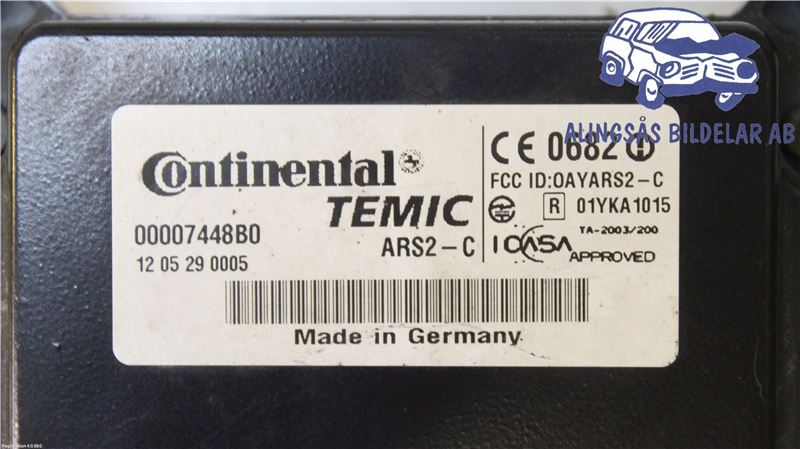 ALINGSÅS BILDELAR AB
Continental
TEMIC
ARS2-C
00007448B0
12 05 29 0005
CE 0682
FCC ID:OAYARS2-C
R 01YKA1015
TA-2003/200
ICASA APPROVED
Made in Germany